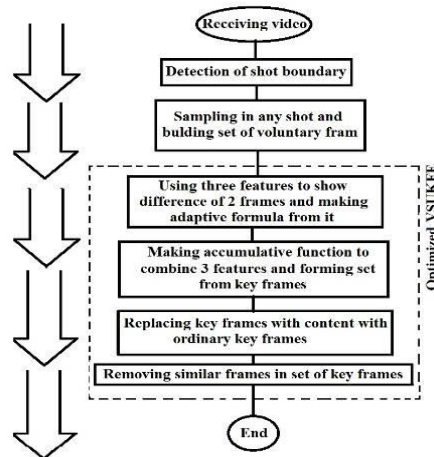 Receiving video
Detection of shot boundary
Sampling in any shot and
bulding set of voluntary fram
Using three features to show
difference of 2 frames and making
adaptive formula from it
Making accumulative function to
combine 3 features and forming set
from key frames
Replacing key frames with content with
ordinary key frames
Removing similar frames in set of key frames
End
Optimized VSUKFE